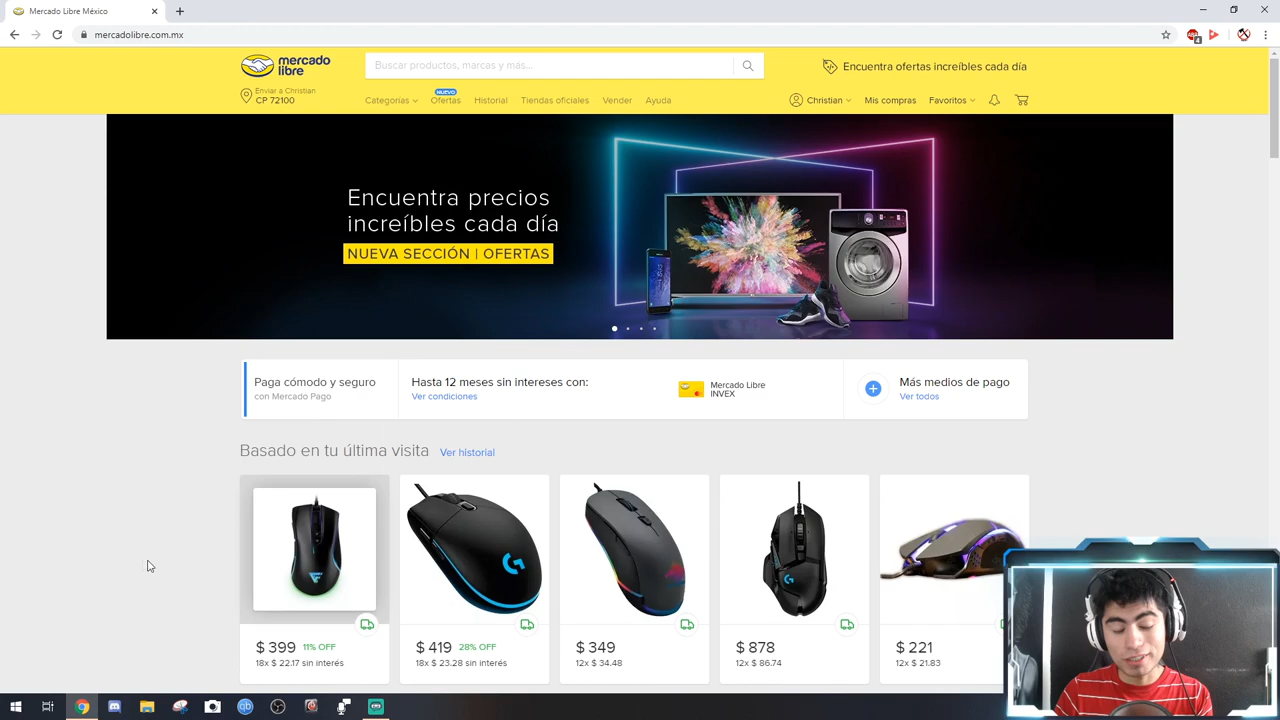 Mercado Libre México
mercadolibre.com.mx
4
mercado
libre
Buscar productos, marcas y más...
Encuentra ofertas increíbles cada día
Enviar a Christian
CP 72100
NUEVO
Categorías Ofertas Historial Tiendas oficiales Vender Ayuda
Christian Mis compras Favoritos
Encuentra precios
increíbles cada día
NUEVA SECCIÓN | OFERTAS
Paga cómodo y seguro
con Mercado Pago
Hasta 12 meses sin intereses con:
Ver condiciones
Mercado Libre
INVEX
Más medios de pago
Ver todos
Basado en tu última visita Ver historial
$ 399 11% OFF
18x $ 22.17 sin interés
$ 419 28% OFF
18x $ 23.28 sin interés
$ 349
12x $ 34.48
$ 878
12x $ 86.74
$ 221
12x $ 21.83